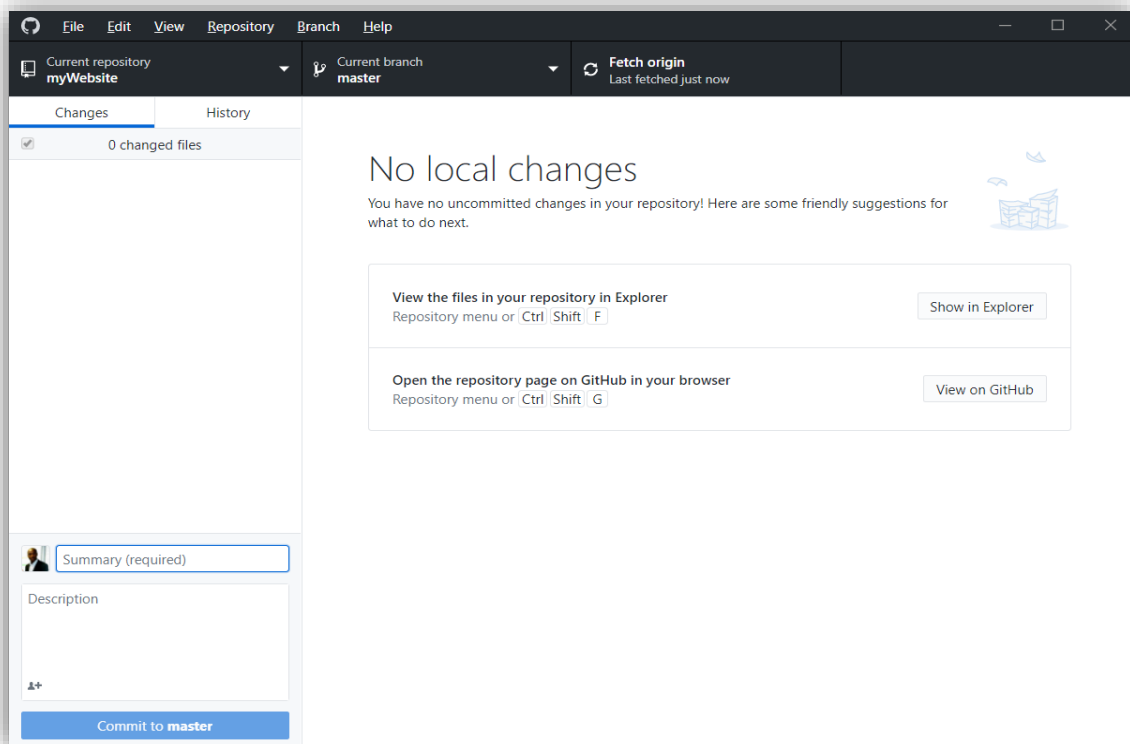 File Edit View Repository Branch Help
Current repository
myWebsite
Current branch
master
Fetch origin
Last fetched just now
Changes
History
0 changed files
No local changes
You have no uncommitted changes in your repository! Here are some friendly suggestions for
what to do next.
View the files in your repository in Explorer
Repository menu or Ctrl Shift F
Show in Explorer
Open the repository page on GitHub in your browser
Repository menu or Ctrl Shift G
View on GitHub
Summary (required)
Description
Commit to master